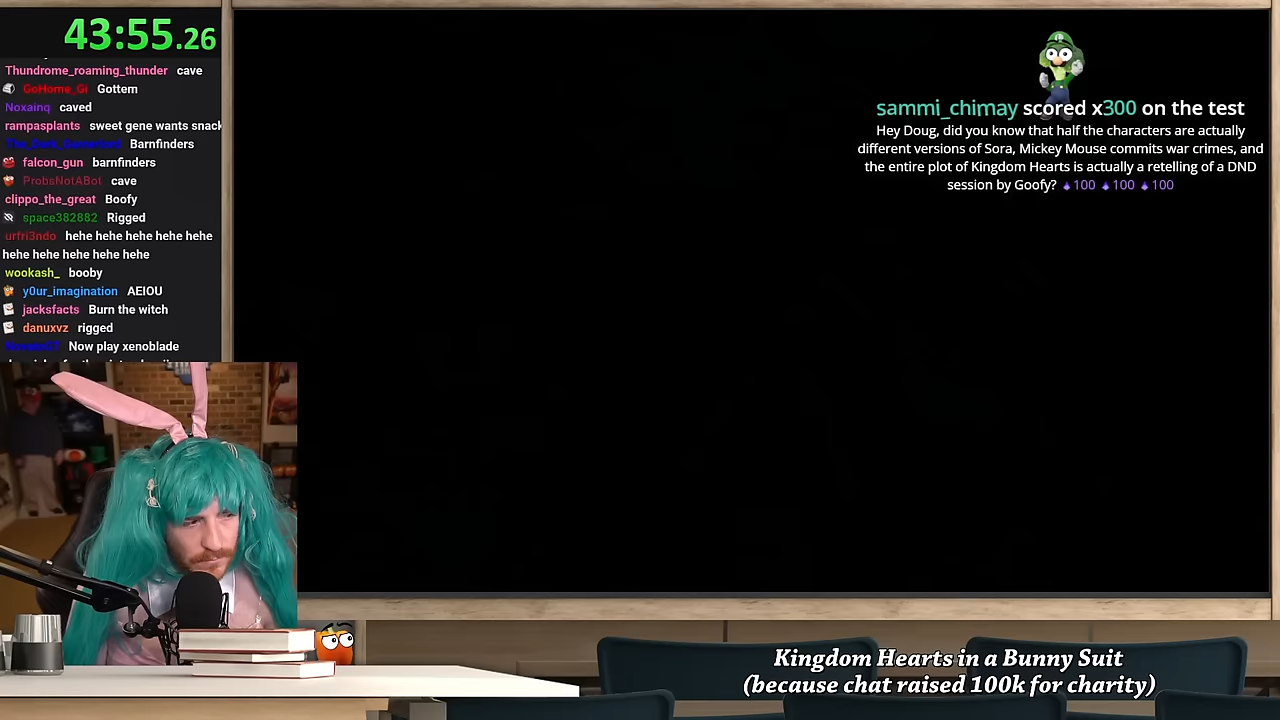 43:55.26
Thundrome_roaming_thunder cave
GoHome_Gi Gottem
Noxainq caved
rampasplants sweet gene wants snack
Barnfinders
falcon_gun barnfinders
ProbsNotABot cave
clippo_the_great Boofy
space382882 Rigged
urfri3ndo hehe hehe hehe hehe hehe
hehe hehe hehe hehe hehe
wookash_ booby
y0ur_imagination AEIOU
jacksfacts Burn the witch
danuxvz rigged
Now play xenoblade
sammi_chimay scored x300 on the test
Hey Doug, did you know that half the characters are actually
different versions of Sora, Mickey Mouse commits war crimes, and
the entire plot of Kingdom Hearts is actually a retelling of a DND
session by Goofy? 100 100 100
Kingdom Hearts in a Bunny Suit
(because chat raised 100k for charity)